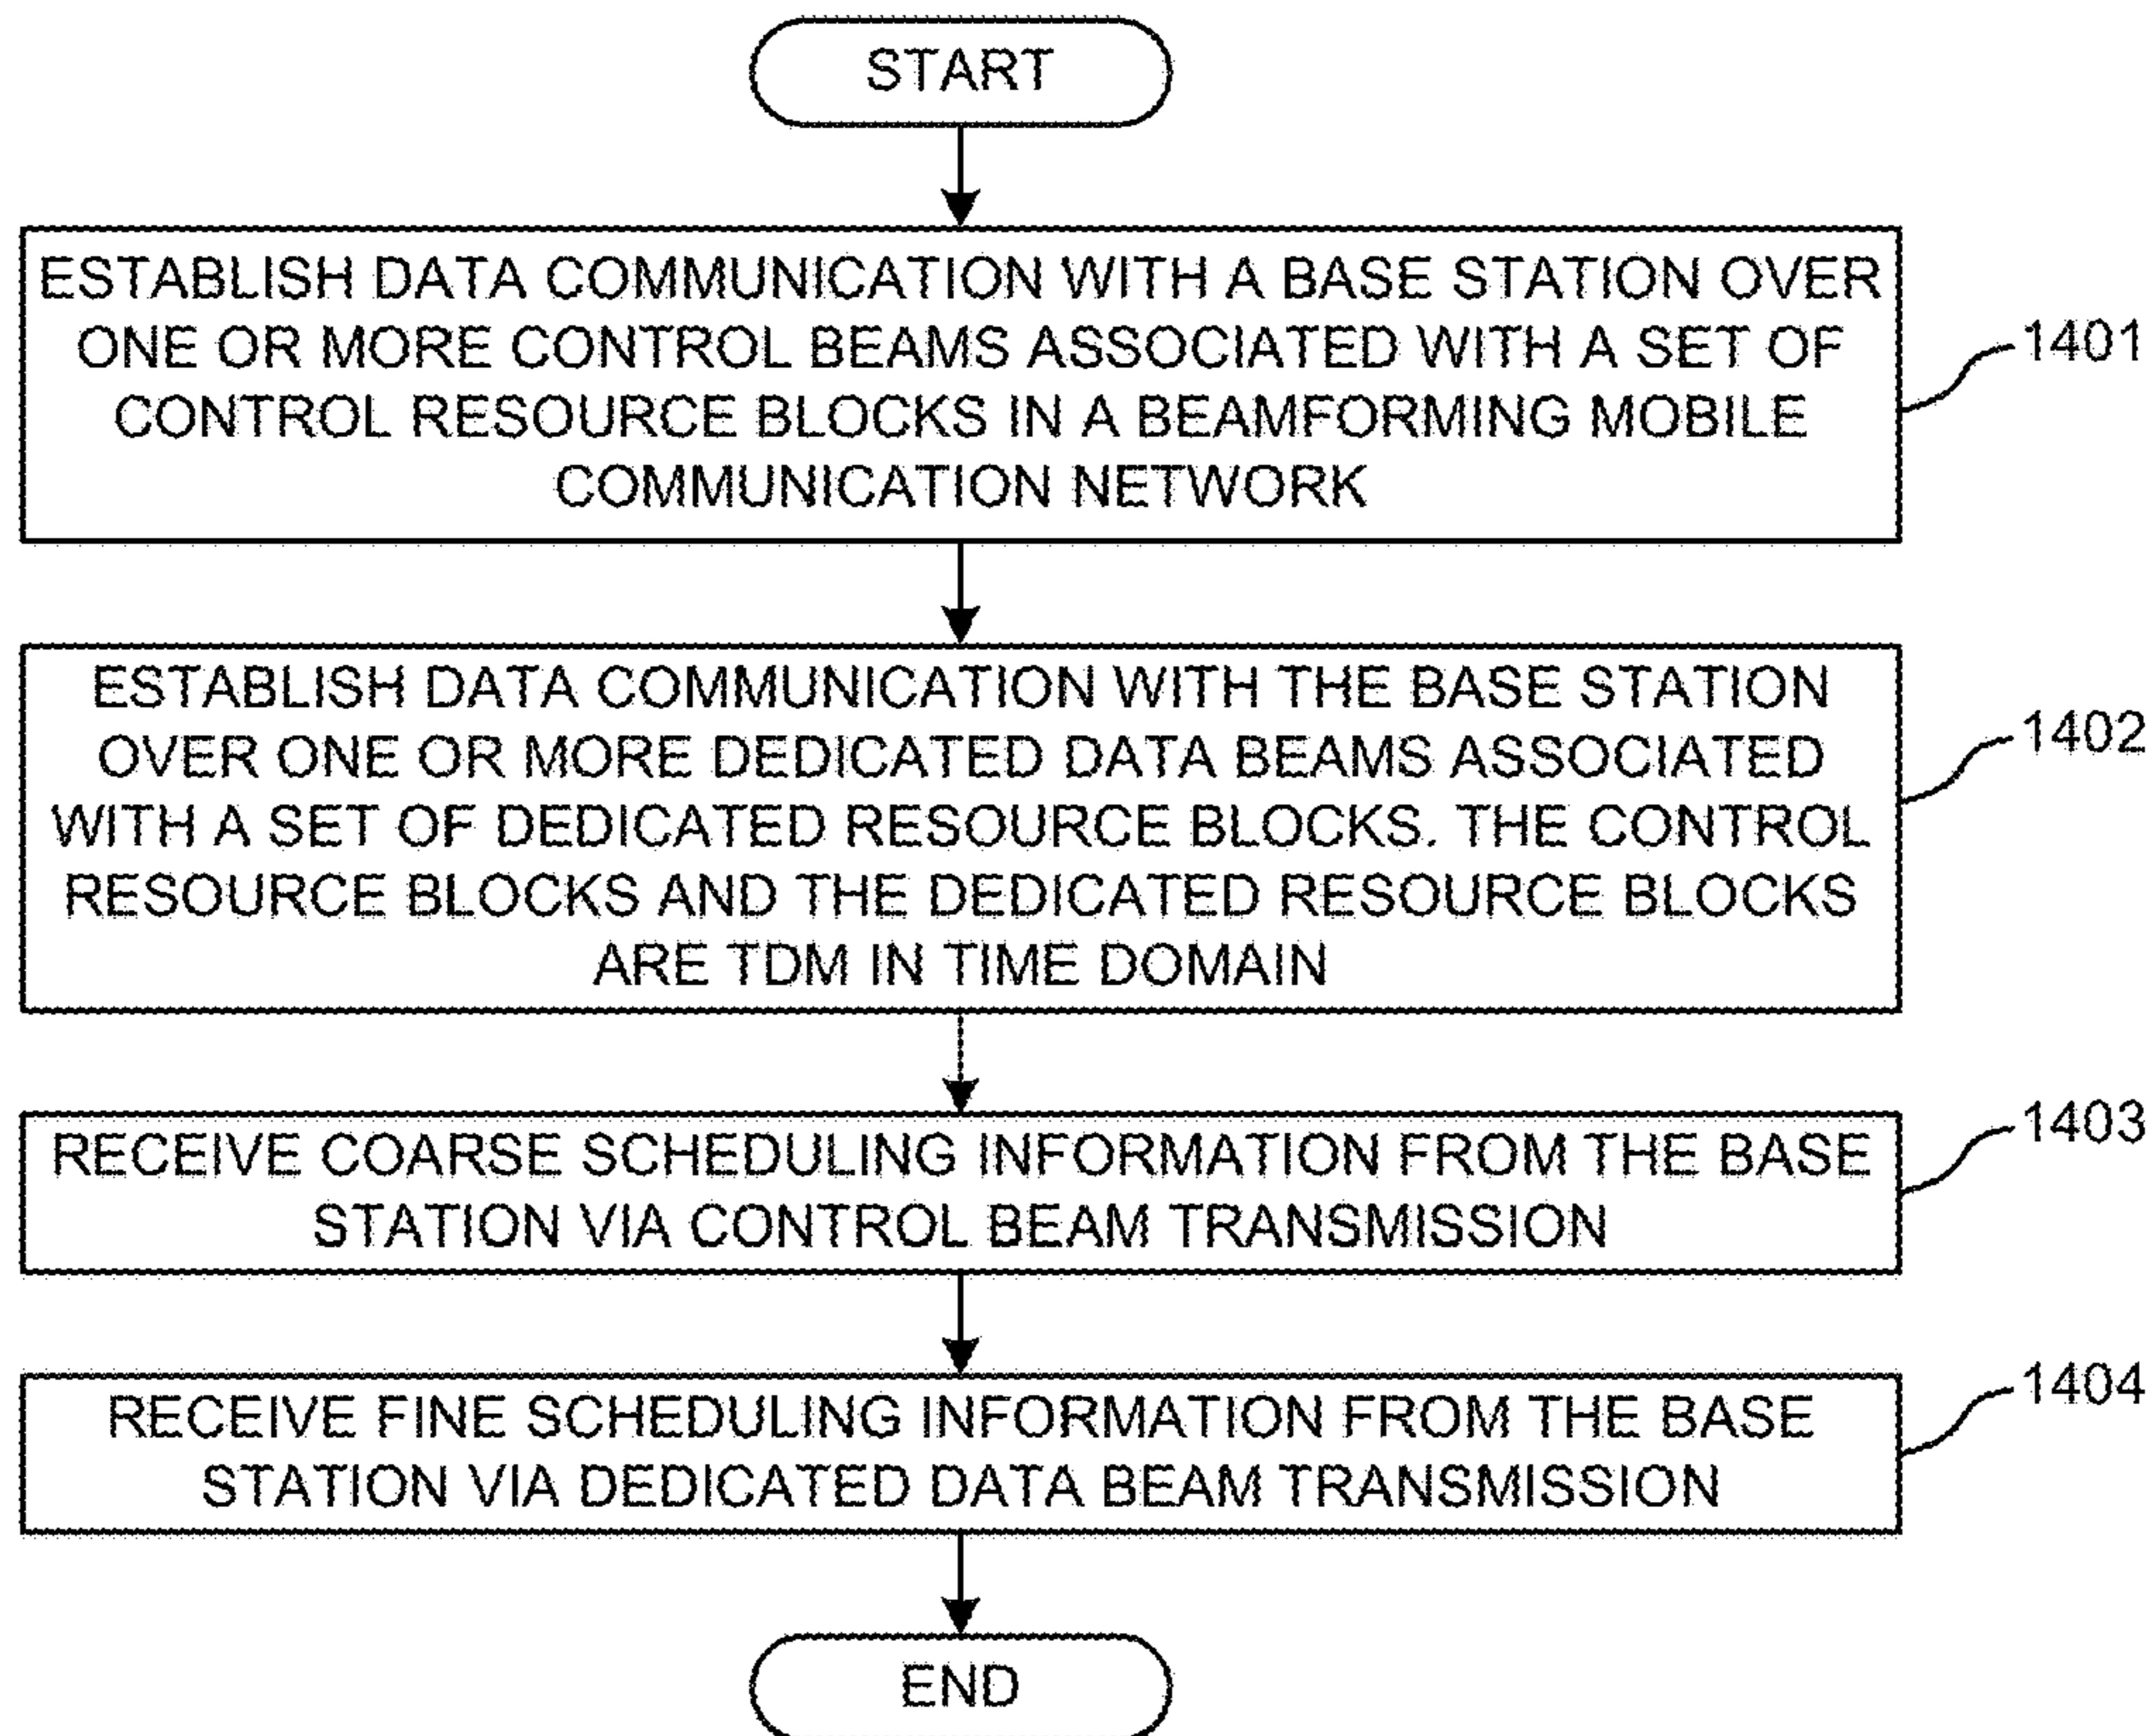 START
ESTABLISH DATA COMMUNICATION WITH A BASE STATION OVER
ONE OR MORE CONTROL BEAMS ASSOCIATED WITH A SET OF
CONTROL RESOURCE BLOCKS IN A BEAMFORMING MOBILE
COMMUNICATION NETWORK
1401
ESTABLISH DATA COMMUNICATION WITH THE BASE STATION
OVER ONE OR MORE DEDICATED DATA BEAMS ASSOCIATED
WITH A SET OF DEDICATED RESOURCE BLOCKS. THE CONTROL
RESOURCE BLOCKS AND THE DEDICATED RESOURCE BLOCKS
ARE TDM IN TIME DOMAIN
1402
RECEIVE COARSE SCHEDULING INFORMATION FROM THE BASE
STATION VIA CONTROL BEAM TRANSMISSION
1403
RECEIVE FINE SCHEDULING INFORMATION FROM THE BASE
STATION VIA DEDICATED DATA BEAM TRANSMISSION
1404
END